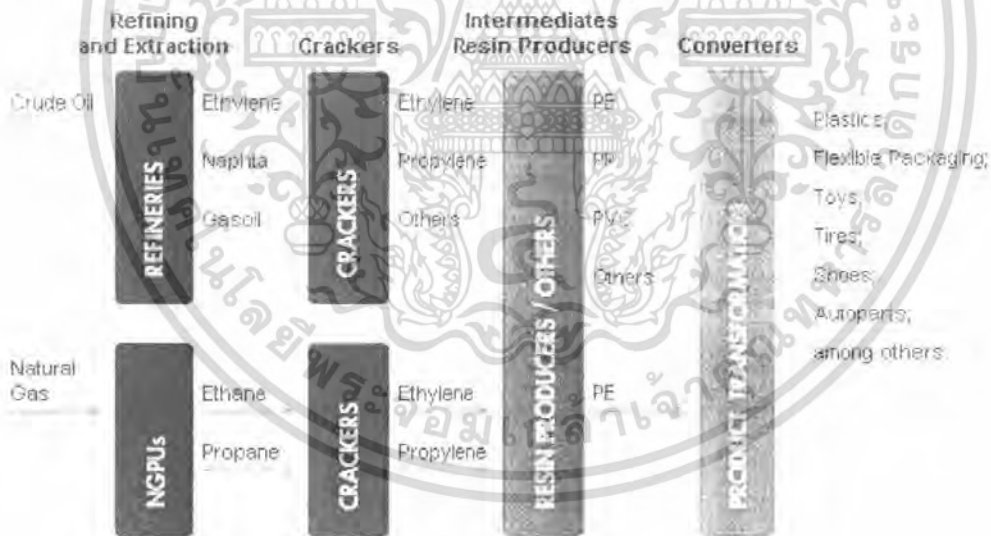 Refining
and Extraction
Crackers
Intermediates
Resin Producers
Converters
Crude Oil
REFINERIES
Ethylene
Naphta
Gasoil
CRACKERS
Ethylene
Propylene
Others
RESIN PRODUCERS / OTHERS
PE
PP
PVC
Others
PRODUCT TRANSFORMATION
Plastics;
Flexible Packaging;
Toys;
Tires;
Shoes;
Autoparts;
among others.
Natural
Gas
NGPUs
Ethane
Propane
CRACKERS
Ethylene
Propylene
PE